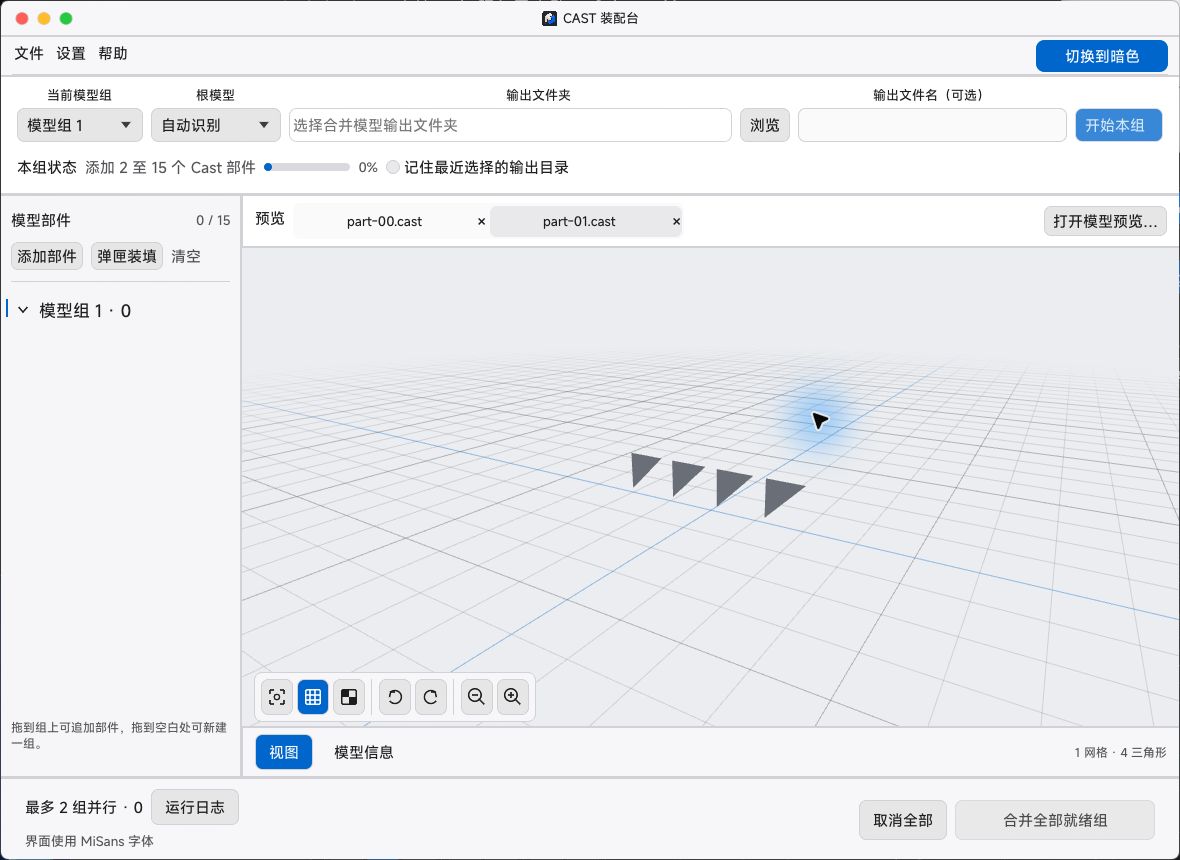 CAST 装配台
文件 设置 帮助
切换到暗色
当前模型组 根模型 输出文件夹 输出文件名（可选）
模型组 1 自动识别 选择合并模型输出文件夹 浏览 开始本组
本组状态 添加 2 至 15 个 Cast 部件 0% 记住最近选择的输出目录
模型部件 0 / 15
添加部件 弹匣装填 清空
模型组 1 · 0
拖到组上可追加部件，拖到空白处可新建
一组。
预览 part-00.cast × part-01.cast × 打开模型预览...
视图 模型信息 1 网格 · 4 三角形
最多 2 组并行 · 0 运行日志
界面使用 MiSans 字体
取消全部 合并全部就绪组